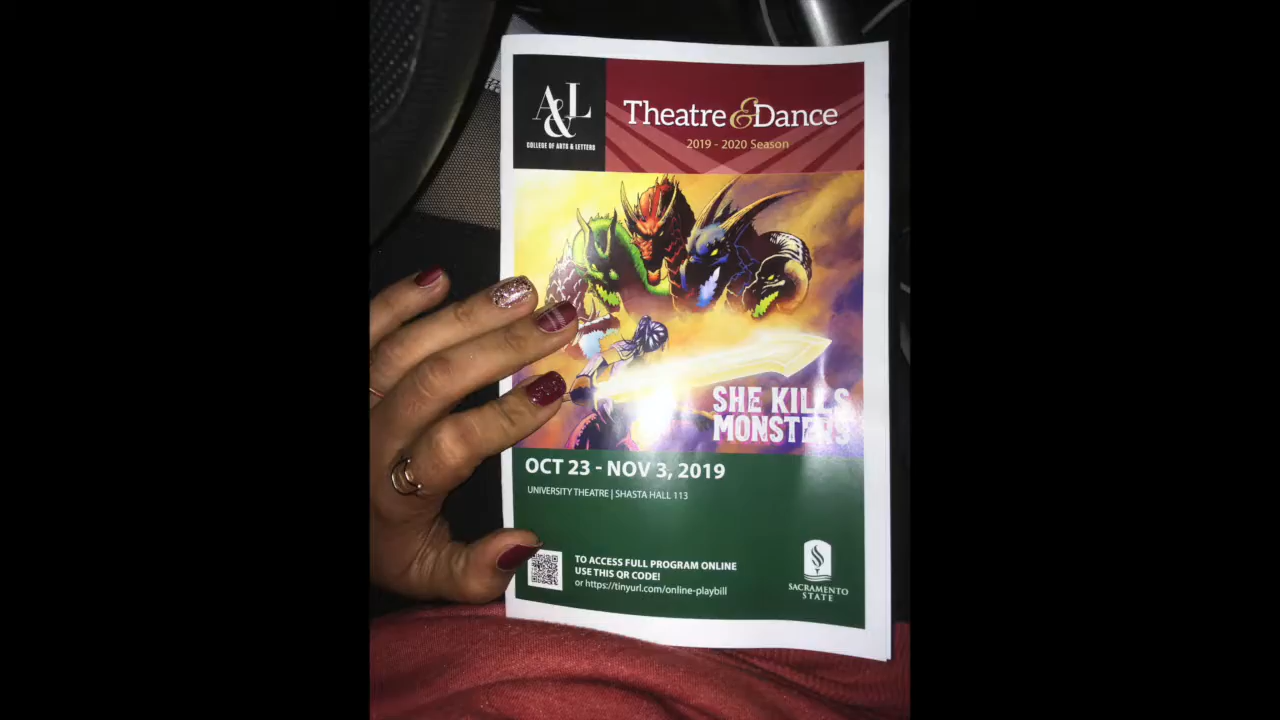 A&L
COLLEGE OF ARTS & LETTERS
Theatre & Dance
2019 - 2020 Season
SHE KILLS
MONSTERS
OCT 23 - NOV 3, 2019
UNIVERSITY THEATRE | SHASTA HALL 113
TO ACCESS FULL PROGRAM ONLINE
USE THIS QR CODE!
or https://tinyurl.com/online-playbill
SACRAMENTO
STATE